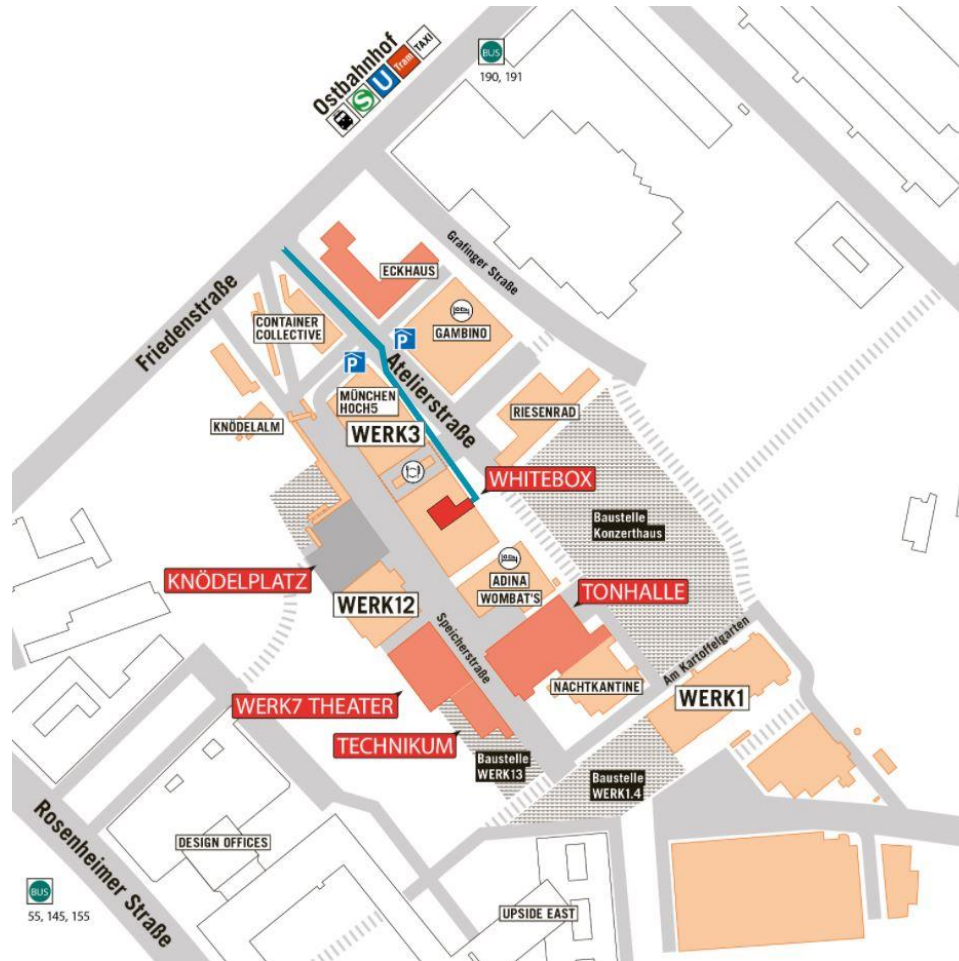 Ostbahnhof
S
U
Tram
TAXI
BUS
190, 191
Friedenstraße
Grafinger Straße
ECKHAUS
GAMBINO
CONTAINER
COLLECTIVE
P
P
Atelierstraße
MÜNCHEN
HOCH5
RIESENRAD
KNÖDELALM
WERK3
WHITEBOX
Baustelle
Konzerthaus
KNÖDELPLATZ
ADINA
WOMBAT'S
TONHALLE
WERK12
Speicherstraße
Am Kartoffelgarten
NACHTKANTINE
WERK1
WERK7 THEATER
TECHNIKUM
Baustelle
WERK13
Baustelle
WERK1.4
Rosenheimer Straße
DESIGN OFFICES
BUS
55, 145, 155
UPSIDE EAST